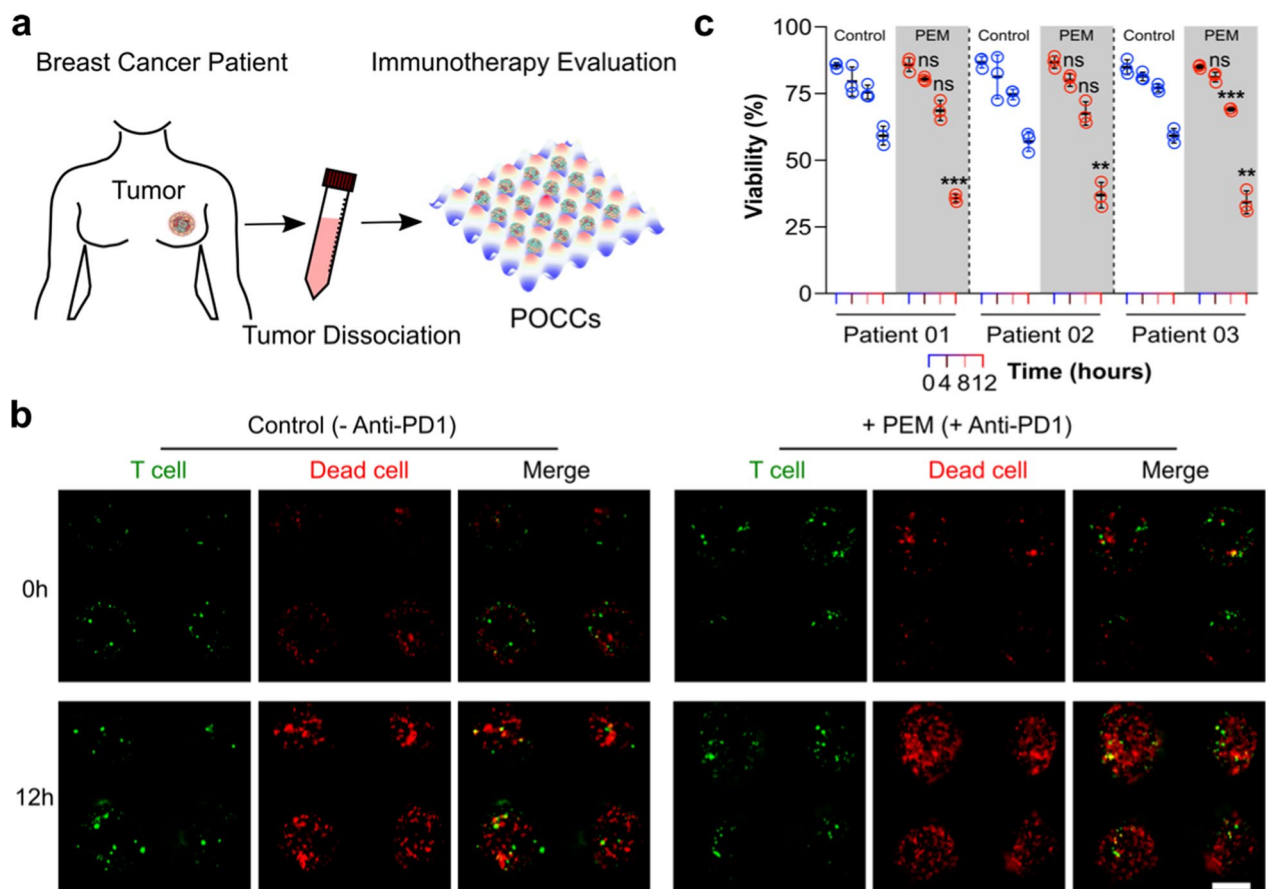 a
Breast Cancer Patient
Immunotherapy Evaluation
Tumor
Tumor Dissociation
POCCs
c
Viability (%)
100
75
50
25
0
Control
PEM
Control
PEM
Control
PEM
ns
ns
***
ns
ns
**
ns
***
**
Patient 01
Patient 02
Patient 03
0 4 8 12
Time (hours)
b
Control (- Anti-PD1)
+ PEM (+ Anti-PD1)
T cell
Dead cell
Merge
T cell
Dead cell
Merge
0h
12h